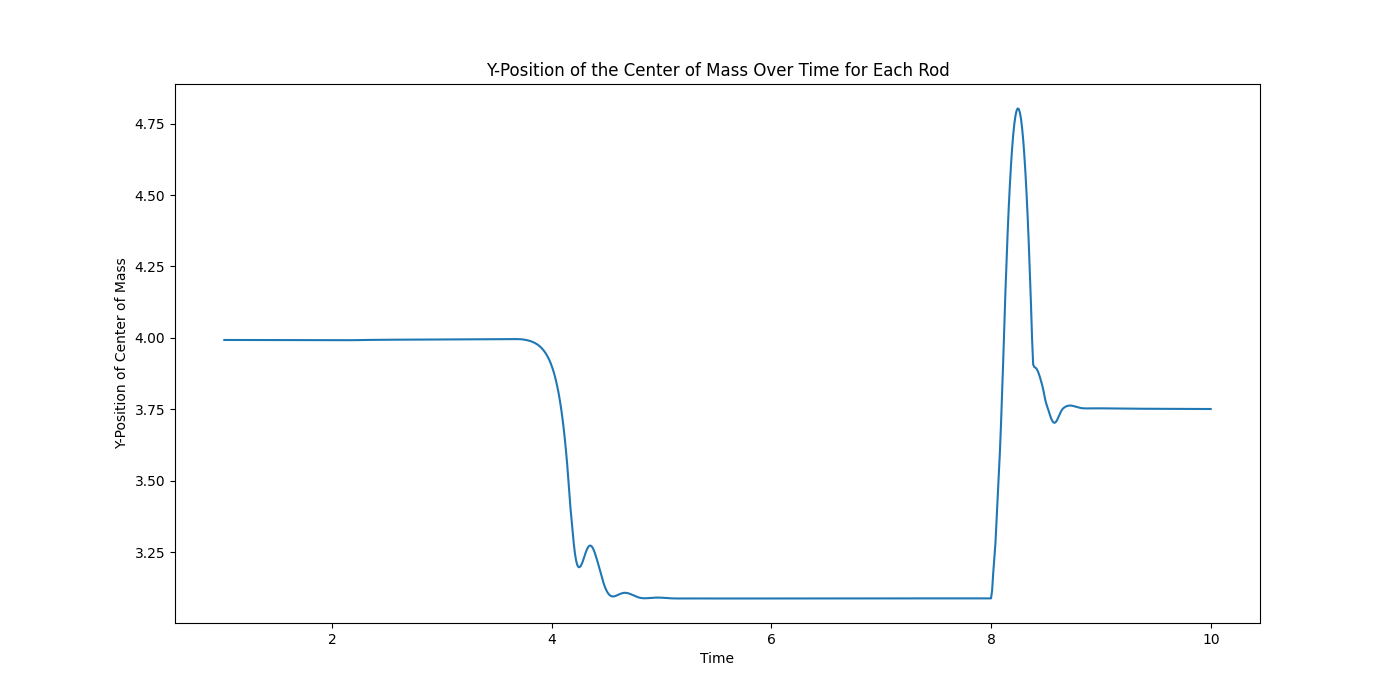 Y-Position of the Center of Mass Over Time for Each Rod
Y-Position of Center of Mass
4.75
4.50
4.25
4.00
3.75
3.50
3.25
2 4 6 8 10
Time